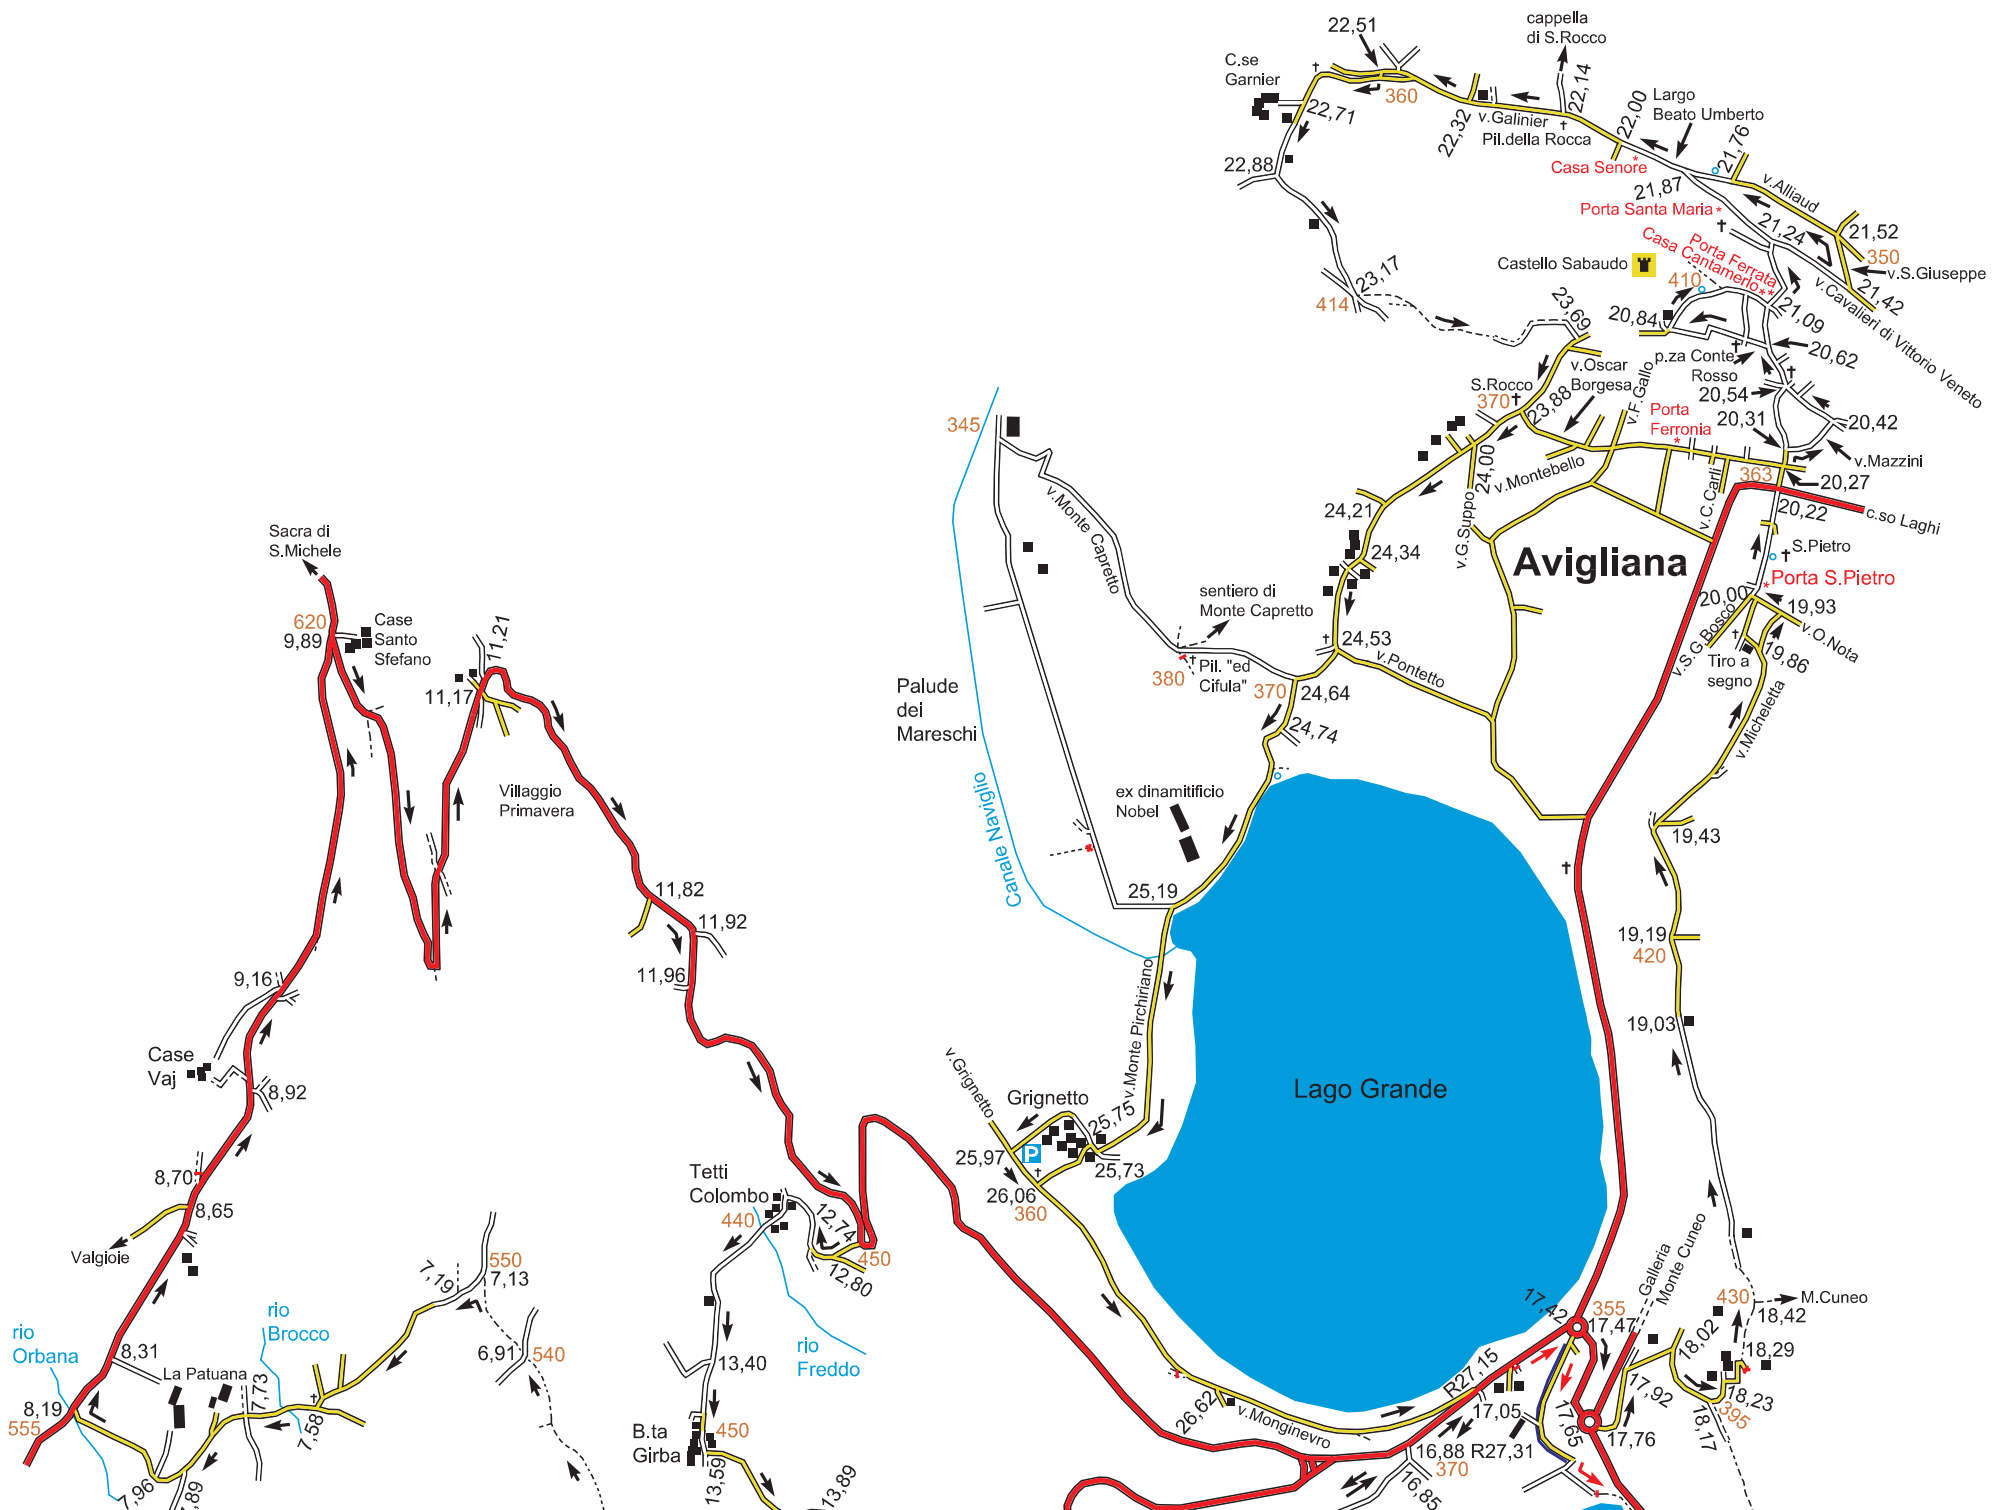 22,51
cappella
di S.Rocco
C.se
Garnier
360
22,14
22,00
Largo
Beato Umberto
21,76
22,71
22,32
v.Galinier
Pil.della Rocca
Casa Senore
21,87
v.Alliaud
22,88
Porta Santa Maria
21,24
21,52
350
v.S.Giuseppe
21,42
Castello Sabaudo
Porta Ferrata
Casa Cantamerlo
410
v.Cavalieri di Vittorio Veneto
23,17
414
23,69
20,84
21,09
20,62
v.Oscar
Borgesa
p.za Conte
Rosso
v.F.Gallo
20,54
S.Rocco
370
23,88
Porta
Ferronia
20,31
20,42
345
v.Mazzini
v.Monte Capretto
24,00
v.Montebello
363
20,27
v.G.Suppo
v.C.Carli
24,21
20,22
c.so Laghi
24,34
Avigliana
S.Pietro
Porta S.Pietro
Sacra di
S.Michele
sentiero di
Monte Capretto
20,00
19,93
v.O.Nota
620
9,89
Case
Santo
Sfefano
11,21
24,53
v.Pontetto
v.S.G.Bosco
Tiro a
segno
19,86
Pil. "ed
Cifula"
380
370
24,64
11,17
Palude
dei
Mareschi
24,74
v.Micheletta
Villaggio
Primavera
ex dinamitificio
Nobel
Canale Naviglio
19,43
11,82
25,19
11,92
19,19
420
11,96
9,16
v.Monte Pirchiriano
19,03
Case
Vaj
8,92
v.Grignetto
Grignetto
Lago Grande
25,75
25,97
P
25,73
8,70
Tetti
Colombo
26,06
360
8,65
440
12,74
Valgioie
450
12,80
Galleria
Monte Cuneo
7,19
550
7,13
rio
Brocco
17,42
355
17,47
430
M.Cuneo
18,42
rio
Orbana
8,31
6,91
540
rio
Freddo
18,02
18,29
La Patuana
7,73
13,40
R27,15
17,92
18,23
395
8,19
555
7,58
26,62
v.Monginevro
17,05
17,65
18,17
B.ta
Girba
450
16,88
370
R27,31
17,76
7,96
,89
13,59
13,89
16,85